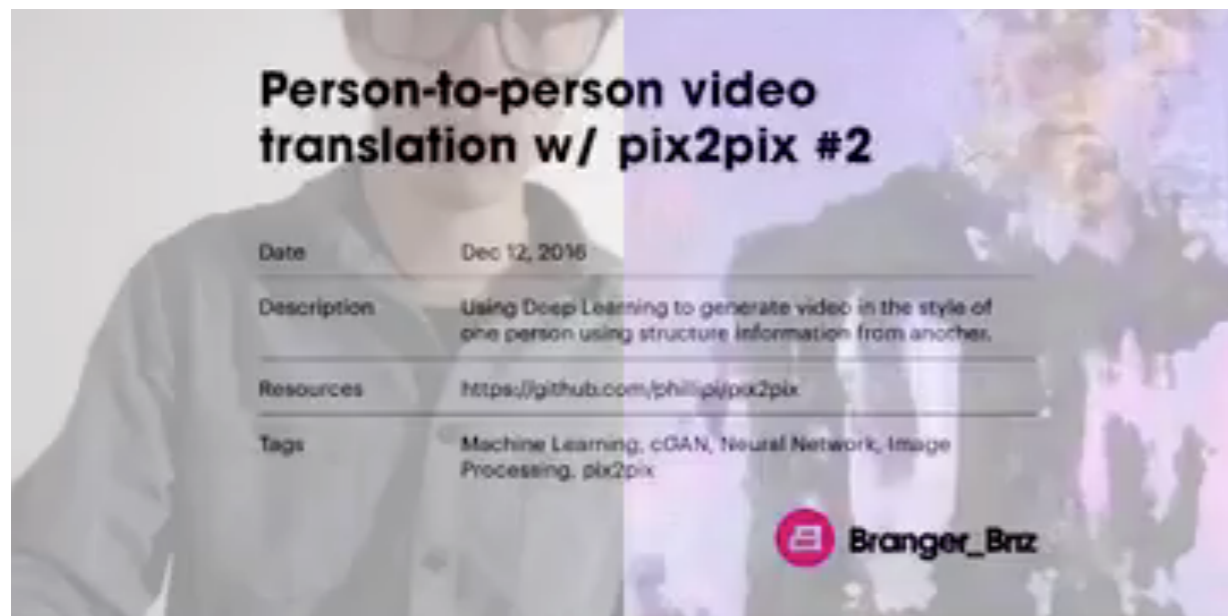 Person-to-person video
translation w/ pix2pix #2
Date Dec 12, 2016
Description Using Deep Learning to generate video in the style of
one person using structure information from another.
Resources https://github.com/phillipi/pix2pix
Tags Machine Learning, cGAN, Neural Network, Image
Processing, pix2pix
Branger_Briz